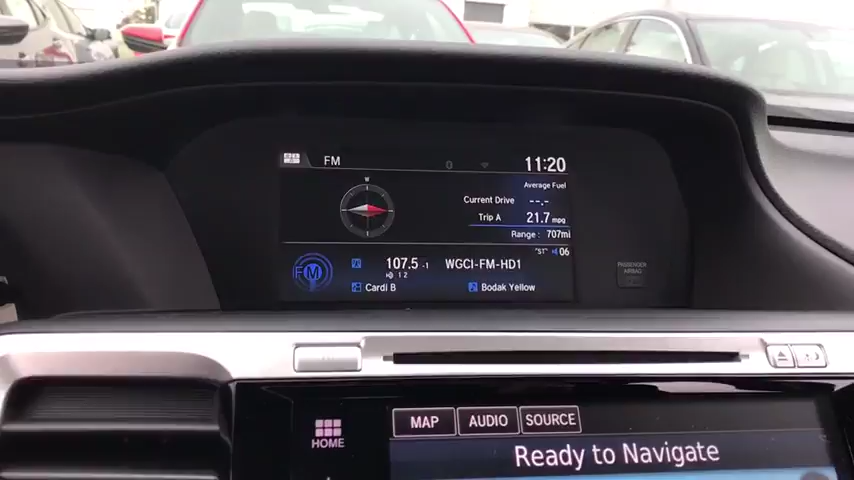 FM
11:20
W
Average Fuel
Current Drive --.-
Trip A 21.7 mpg
Range: 707mi
"ST" 06
FM 107.5 -1 WGCI-FM-HD1
1 2
Cardi B Bodak Yellow
PASSENGER
AIRBAG
MAP AUDIO SOURCE
HOME
Ready to Navigate